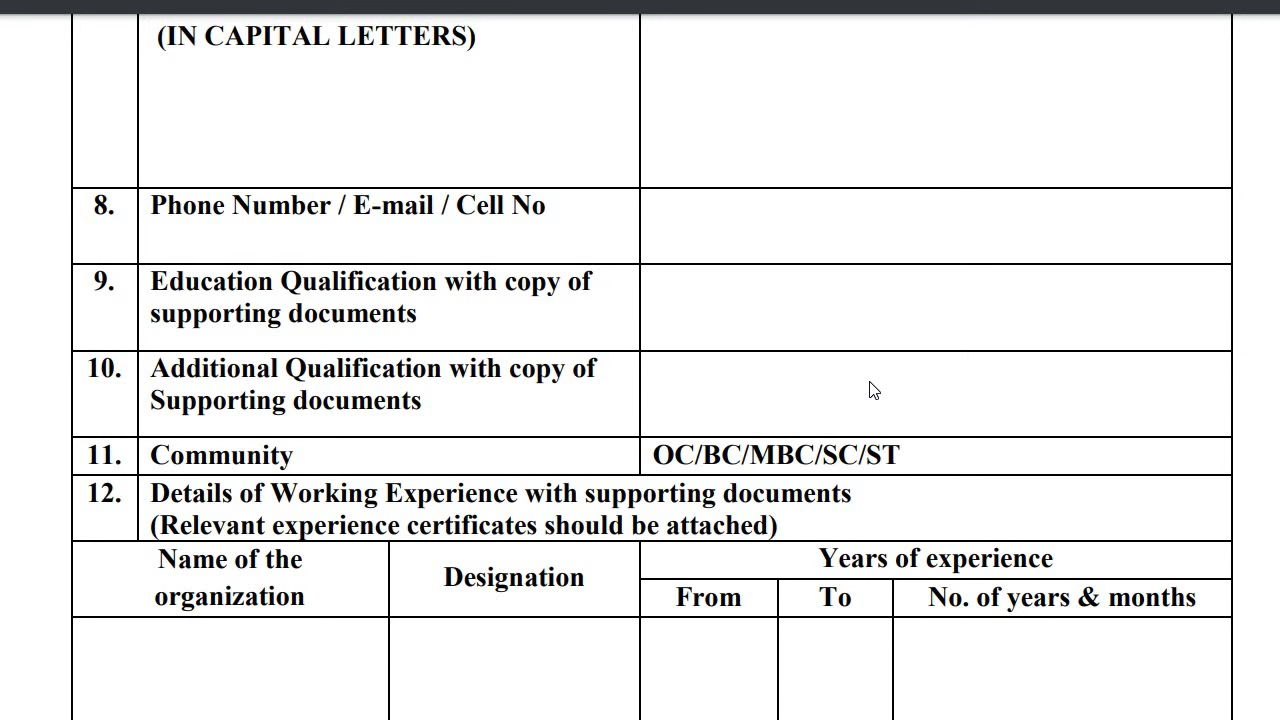 (IN CAPITAL LETTERS)
8. Phone Number / E-mail / Cell No
9. Education Qualification with copy of
supporting documents
10. Additional Qualification with copy of
Supporting documents
11. Community OC/BC/MBC/SC/ST
12. Details of Working Experience with supporting documents
(Relevant experience certificates should be attached)
Name of the
organization
Designation
Years of experience
From To No. of years & months